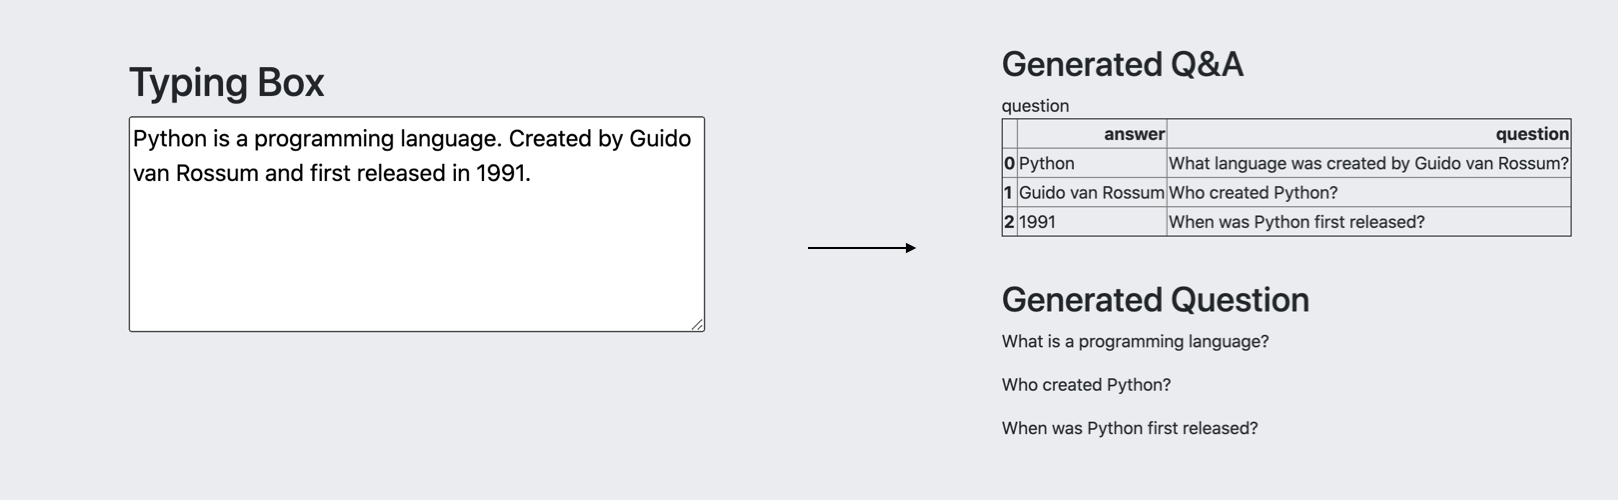 Typing Box
Python is a programming language. Created by Guido
van Rossum and first released in 1991.
Generated Q&A
question
answer question
0 Python What language was created by Guido van Rossum?
1 Guido van Rossum Who created Python?
2 1991 When was Python first released?
Generated Question
What is a programming language?
Who created Python?
When was Python first released?